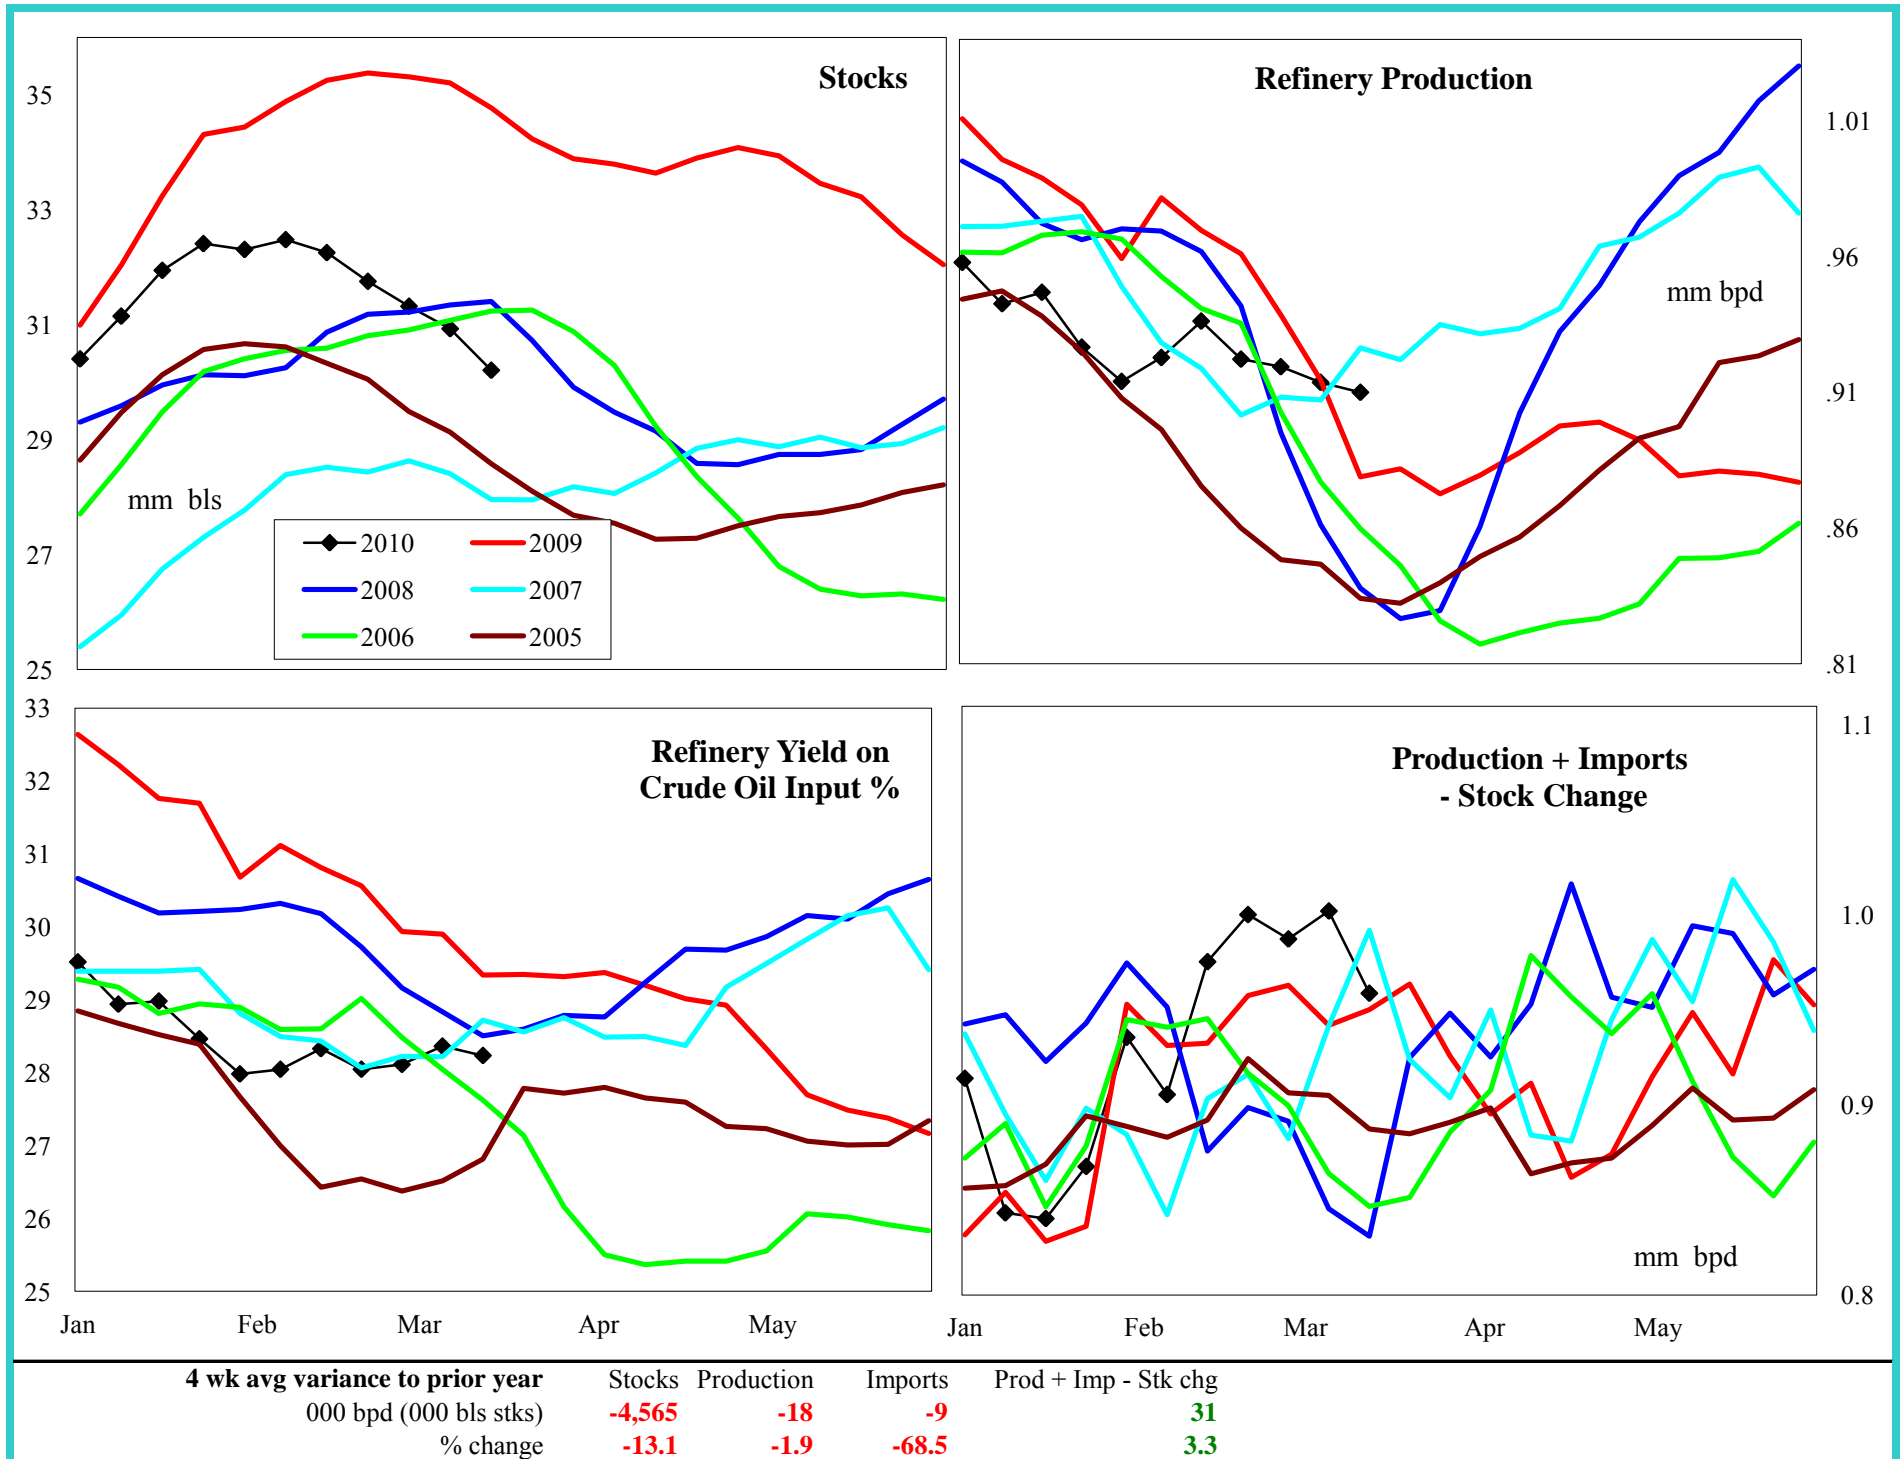 Stocks
35
33
31
29
27
25
mm bls
2010
2009
2008
2007
2006
2005
Refinery Production
1.01
.96
.91
.86
.81
mm bpd
Refinery Yield on
Crude Oil Input %
33
32
31
30
29
28
27
26
25
Jan Feb Mar Apr May
Production + Imports
- Stock Change
1.1
1.0
0.9
0.8
mm bpd
Jan Feb Mar Apr May
4 wk avg variance to prior year Stocks Production Imports Prod + Imp - Stk chg
000 bpd (000 bls stks) -4,565 -18 -9 31
% change -13.1 -1.9 -68.5 3.3